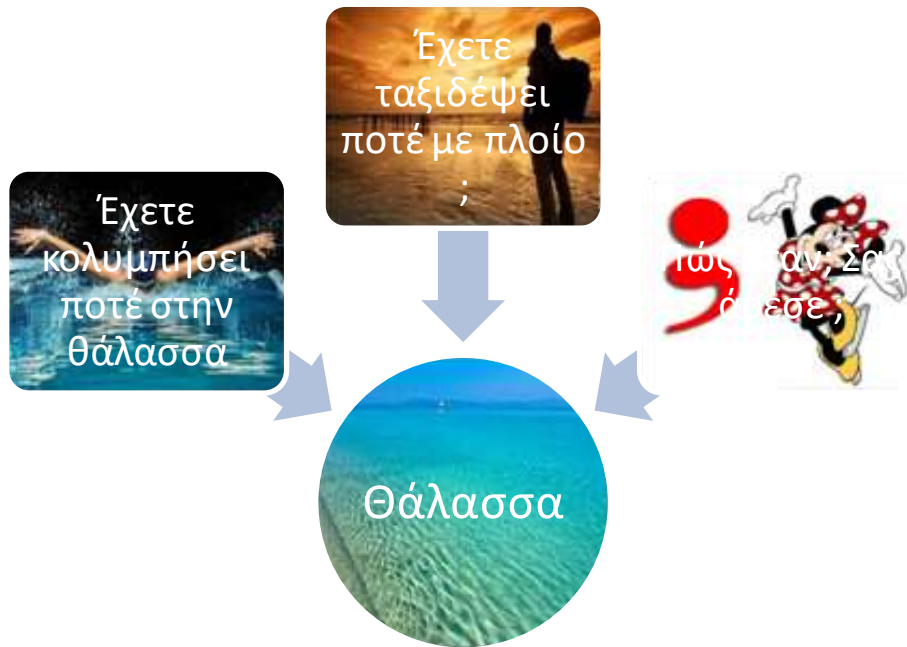 Έχετε
κολυμπήσει
ποτέ στην
θάλασσα
Έχετε
ταξιδέψει
ποτέ με πλοίο
;
Θάλασσα